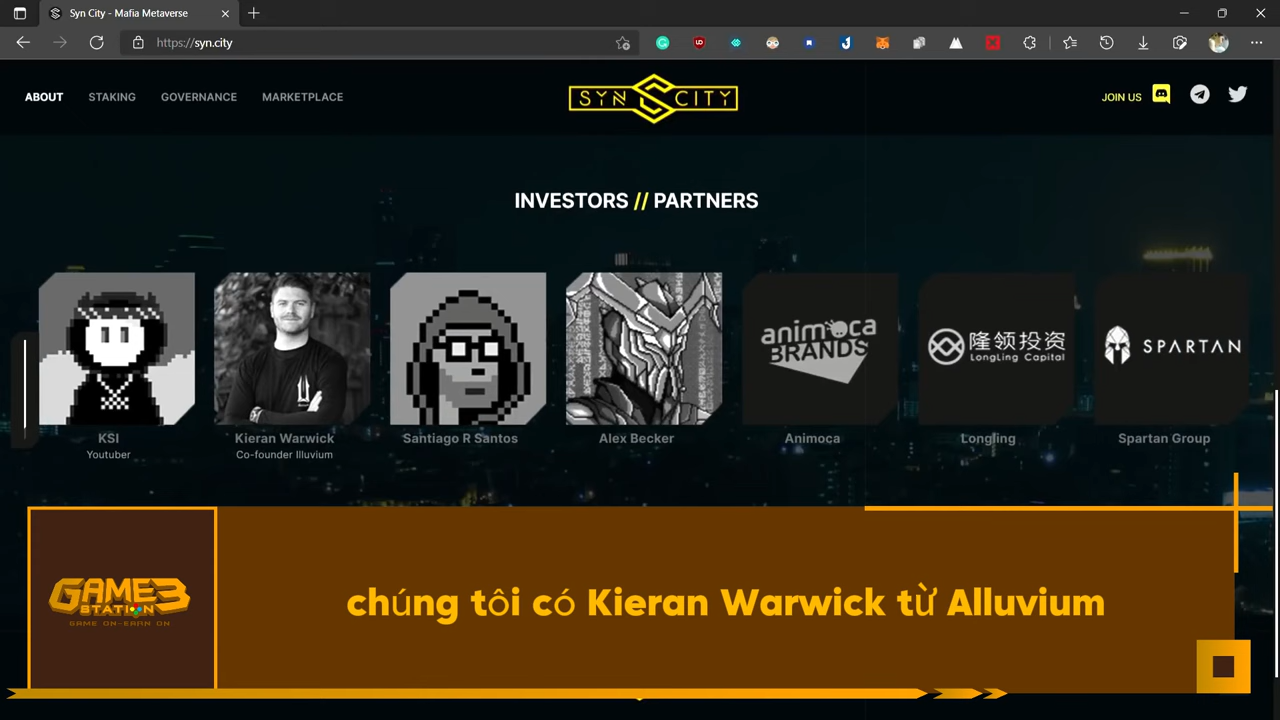 Syn City - Mafia Metaverse
https://syn.city
ABOUT STAKING GOVERNANCE MARKETPLACE
SYN CITY
JOIN US
INVESTORS // PARTNERS
animoca BRANDS
隆领投资
LongLing Capital
SPARTAN
KSI
Youtuber
Kieran Warwick
Co-founder Illuvium
Santiago R Santos
Alex Becker
Animoca
Longling
Spartan Group
GAME3
STATION
GAME ON-EARN ON
chúng tôi có Kieran Warwick từ Alluvium